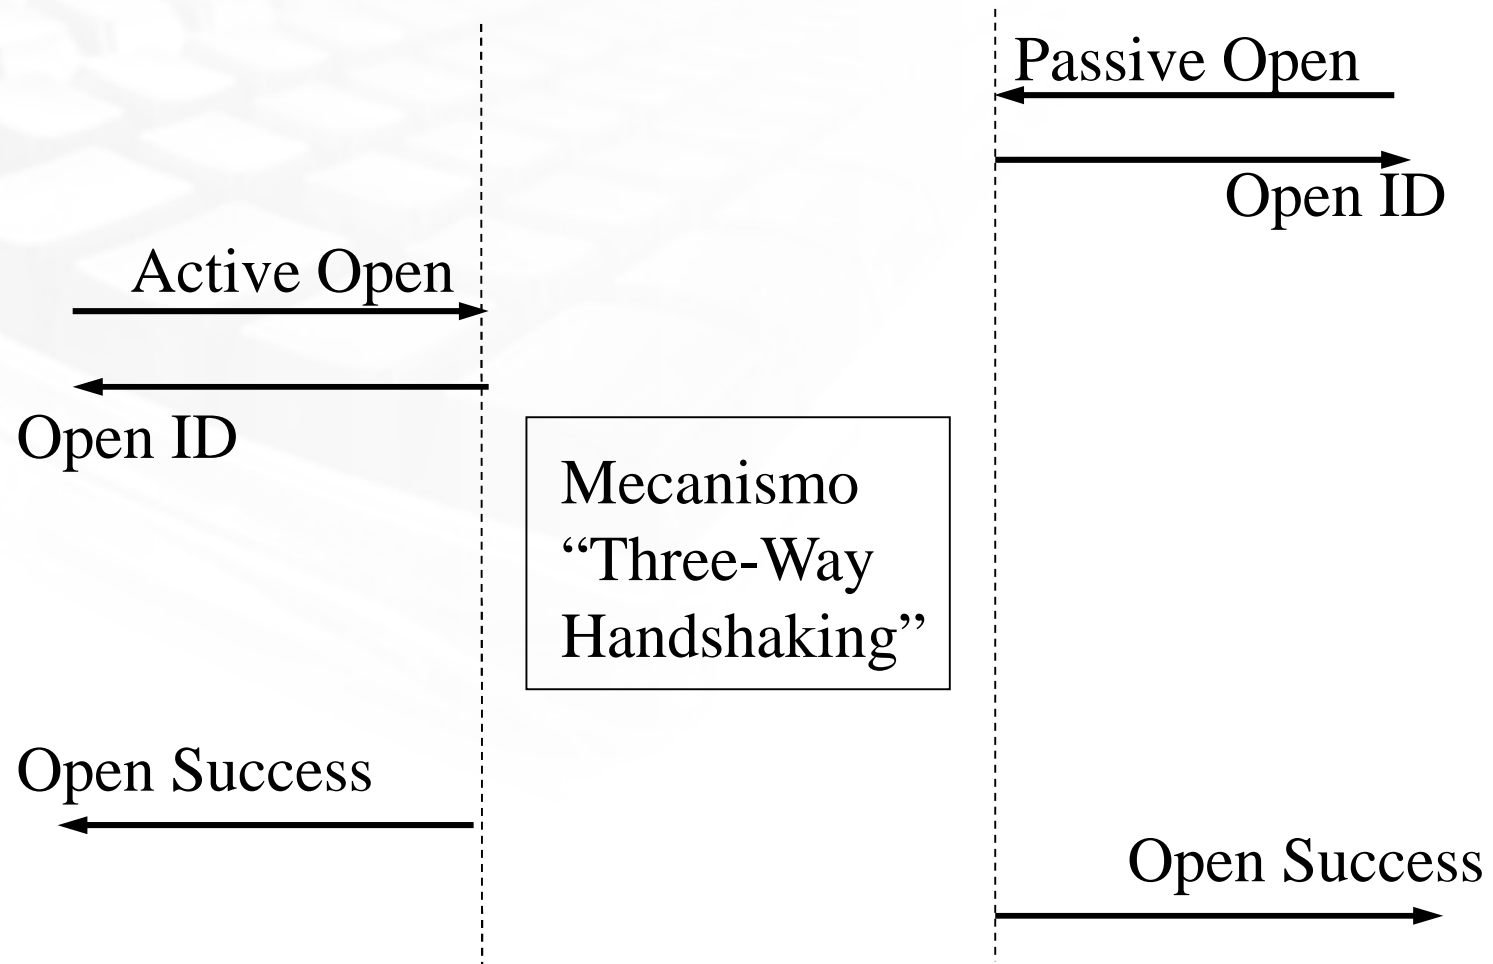 Passive Open
Open ID
Active Open
Open ID
Mecanismo
“Three-Way
Handshaking”
Open Success
Open Success